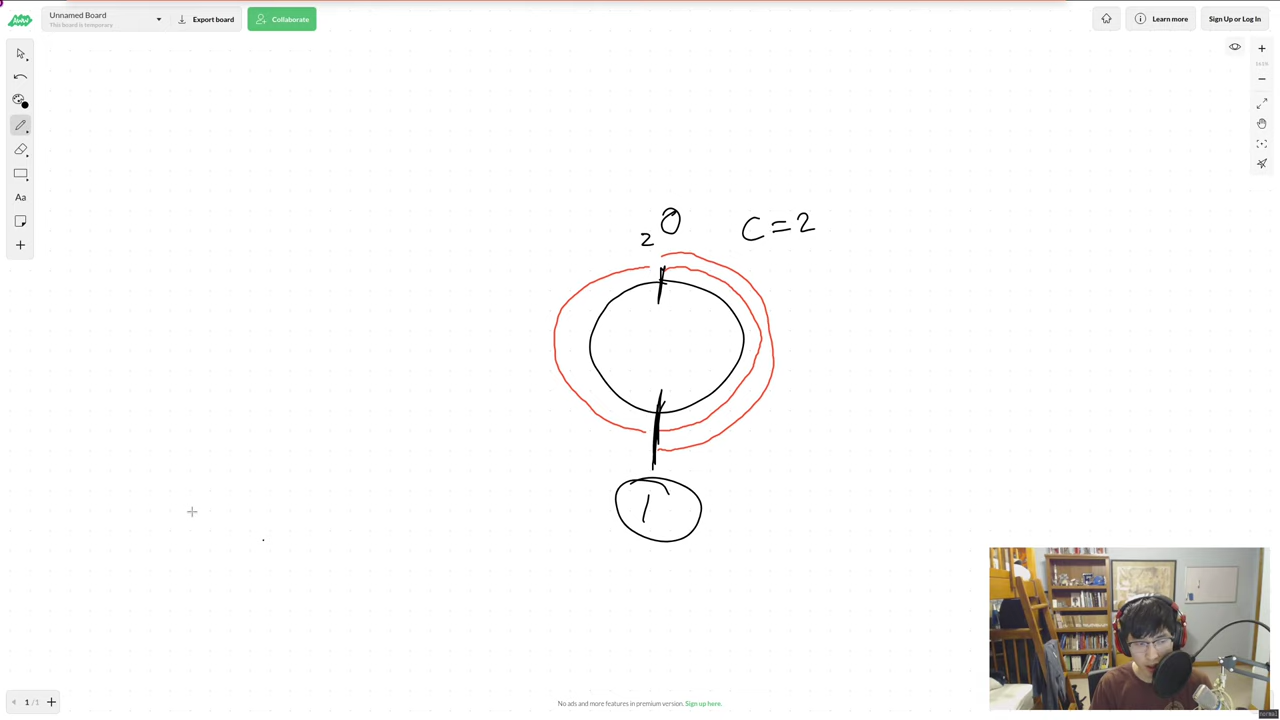 Unnamed Board
This board is temporary
Export board
Collaborate
Learn more
Sign Up or Log In
Aa
2 0
C = 2
1
1 / 1
No ads and more features in premium version. Sign up here.
normal